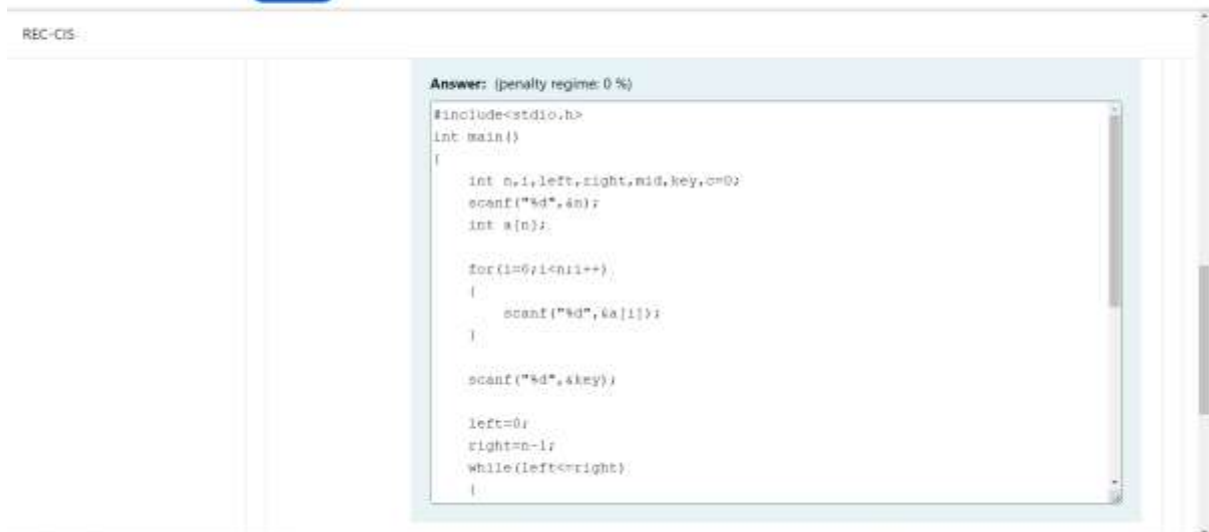 REC-CIS
Answer: (penalty regime: 0 %)
#include<stdio.h>
int main()
{
int n,i,left,right,mid,key,c=0;
scanf("%d",&n);
int a[n];
for(i=0;i<n;i++)
{
scanf("%d",&a[i]);
}
scanf("%d",&key);
left=0;
right=n-1;
while(left<=right)
{